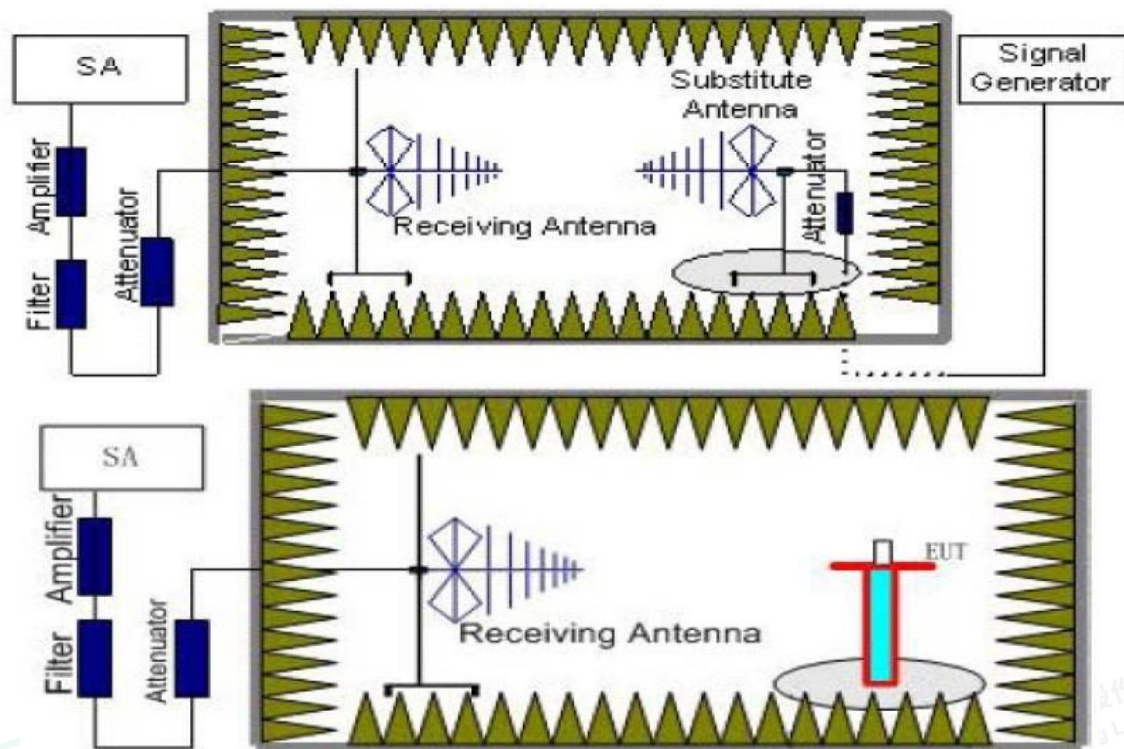 SA
Amplifier
Filter
Attenuator
Receiving Antenna
Substitute
Antenna
Attenuator
Signal
Generator
SA
Amplifier
Filter
Attenuator
Receiving Antenna
EUT